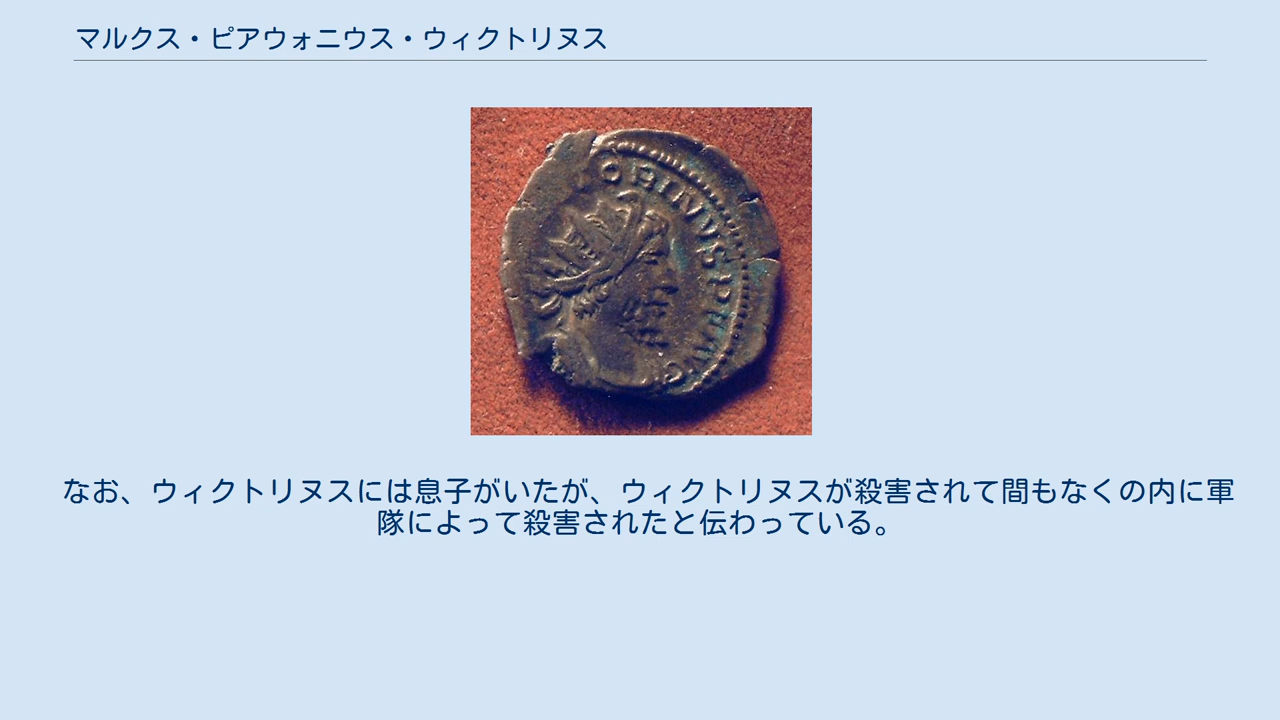 マルクス・ピアウォニウス・ウィクトリヌス
ORINVS P F AVG
なお、ウィクトリヌスには息子がいたが、ウィクトリヌスが殺害されて間もなくの内に軍
隊によって殺害されたと伝わっている。